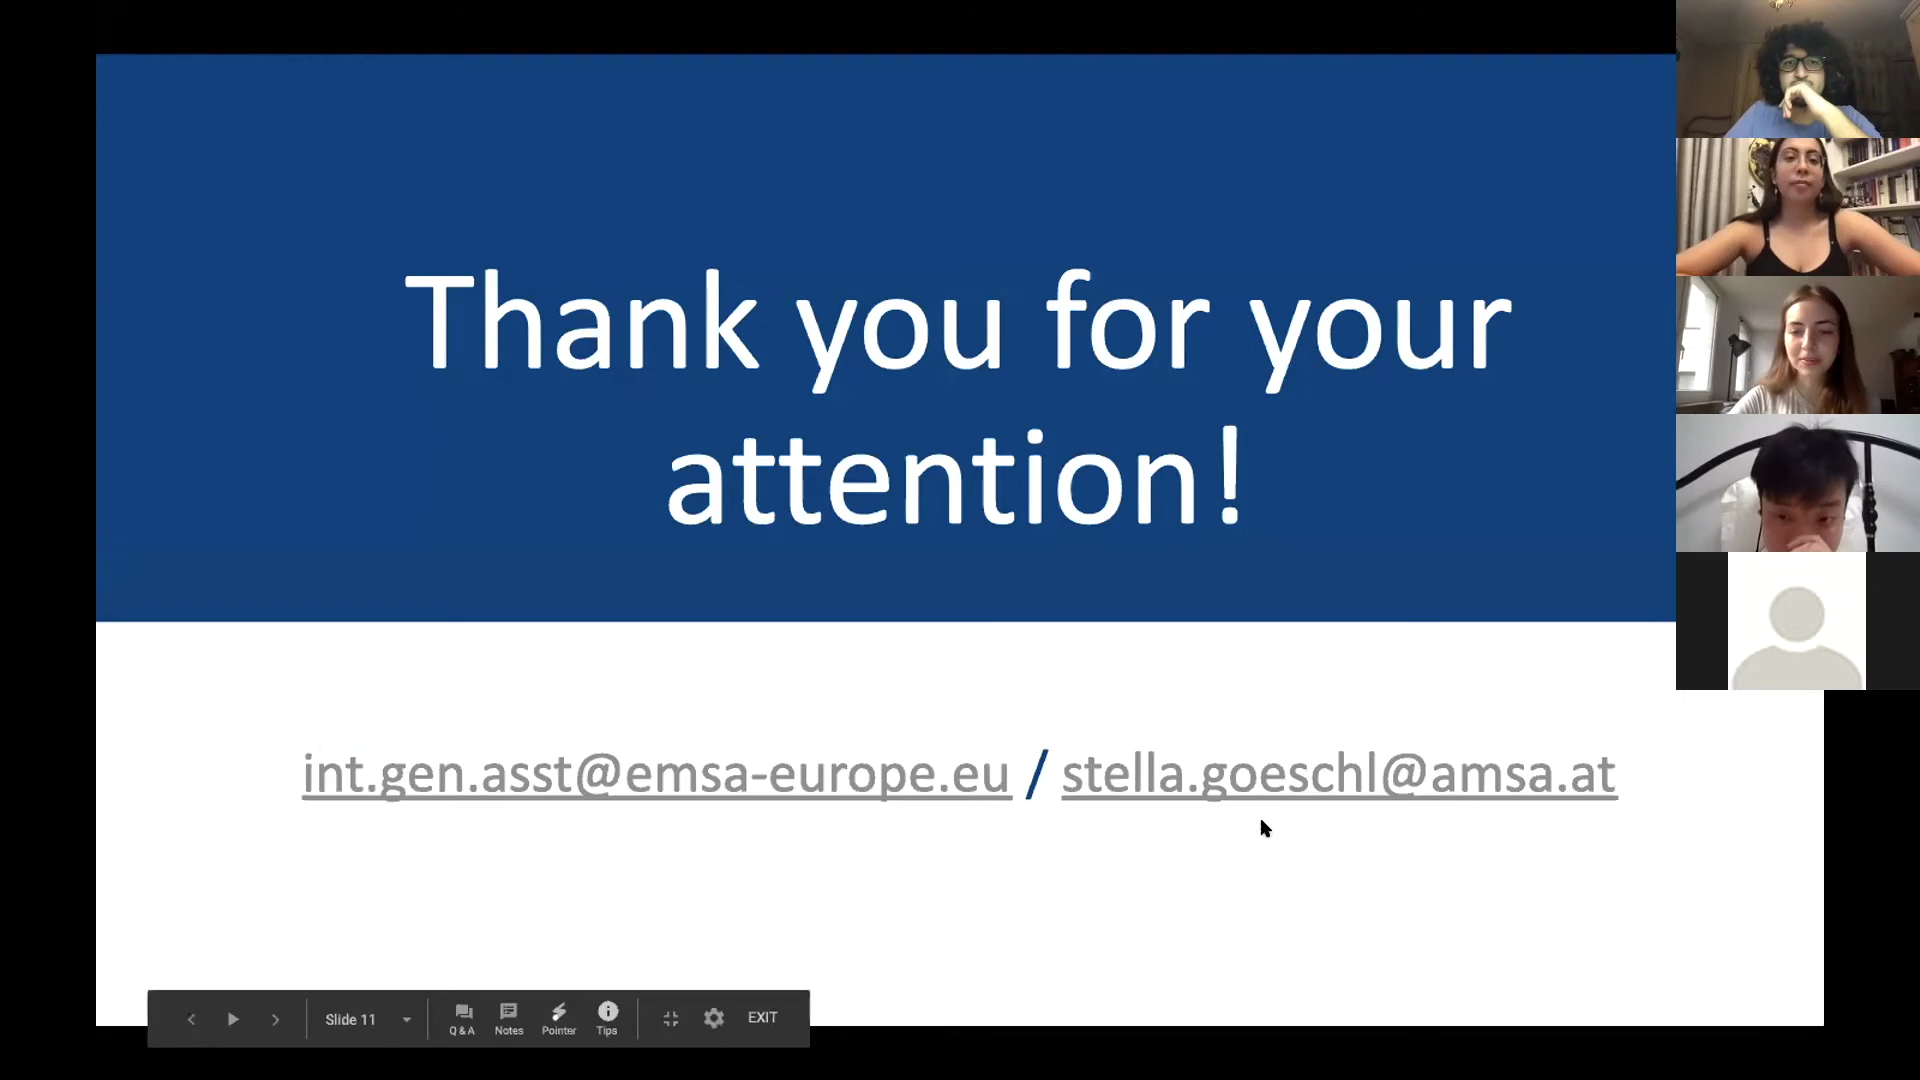 Thank you for your
attention!
int.gen.asst@emsa-europe.eu / stella.goeschl@amsa.at
Slide 11
Q & A
Notes
Pointer
Tips
EXIT